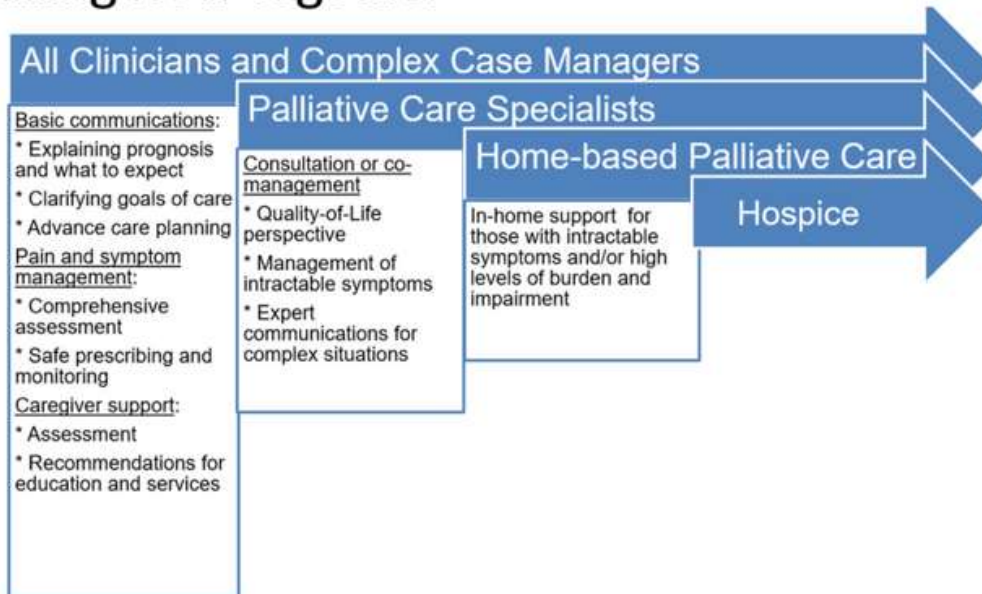 All Clinicians and Complex Case Managers
Basic communications:
* Explaining prognosis
and what to expect
* Clarifying goals of care
* Advance care planning
Pain and symptom
management:
* Comprehensive
assessment
* Safe prescribing and
monitoring
Caregiver support:
* Assessment
* Recommendations for
education and services
Palliative Care Specialists
Consultation or co-
management
* Quality-of-Life
perspective
* Management of
intractable symptoms
* Expert
communications for
complex situations
Home-based Palliative Care
In-home support for
those with intractable
symptoms and/or high
levels of burden and
impairment
Hospice